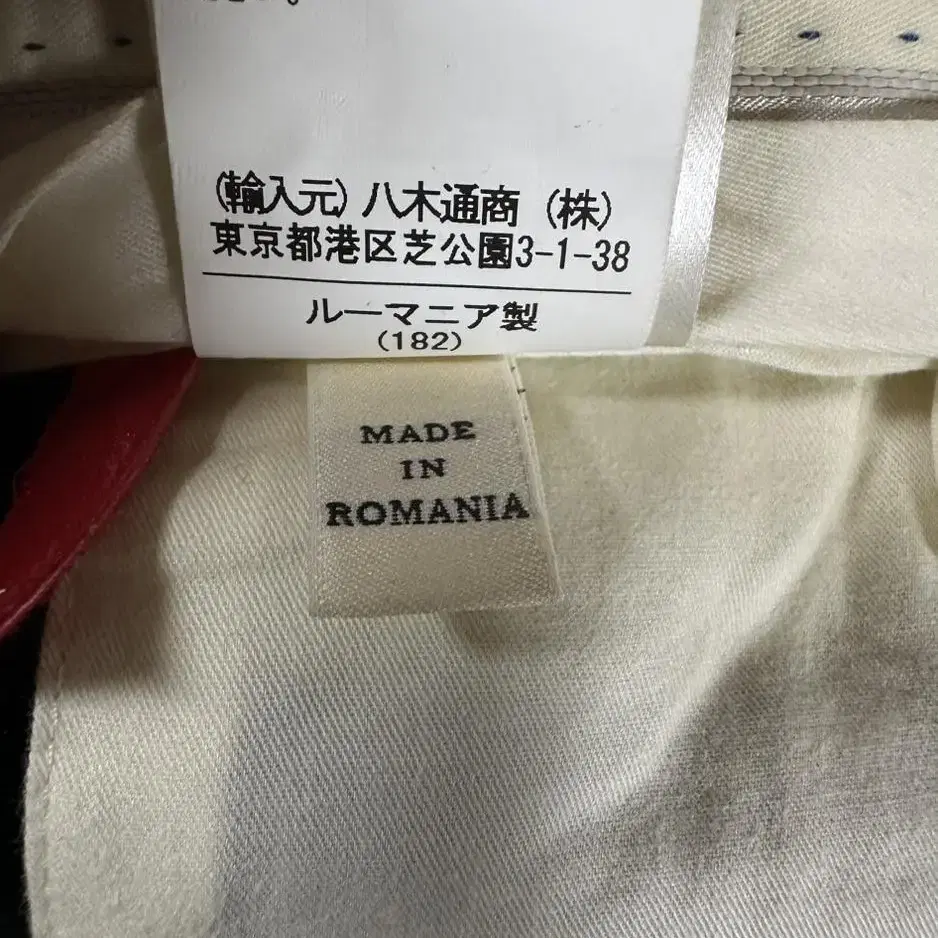 (輸入元) 八木通商 (株)
東京都港区芝公園3-1-38
ルーマニア製
(182)
MADE
IN
ROMANIA